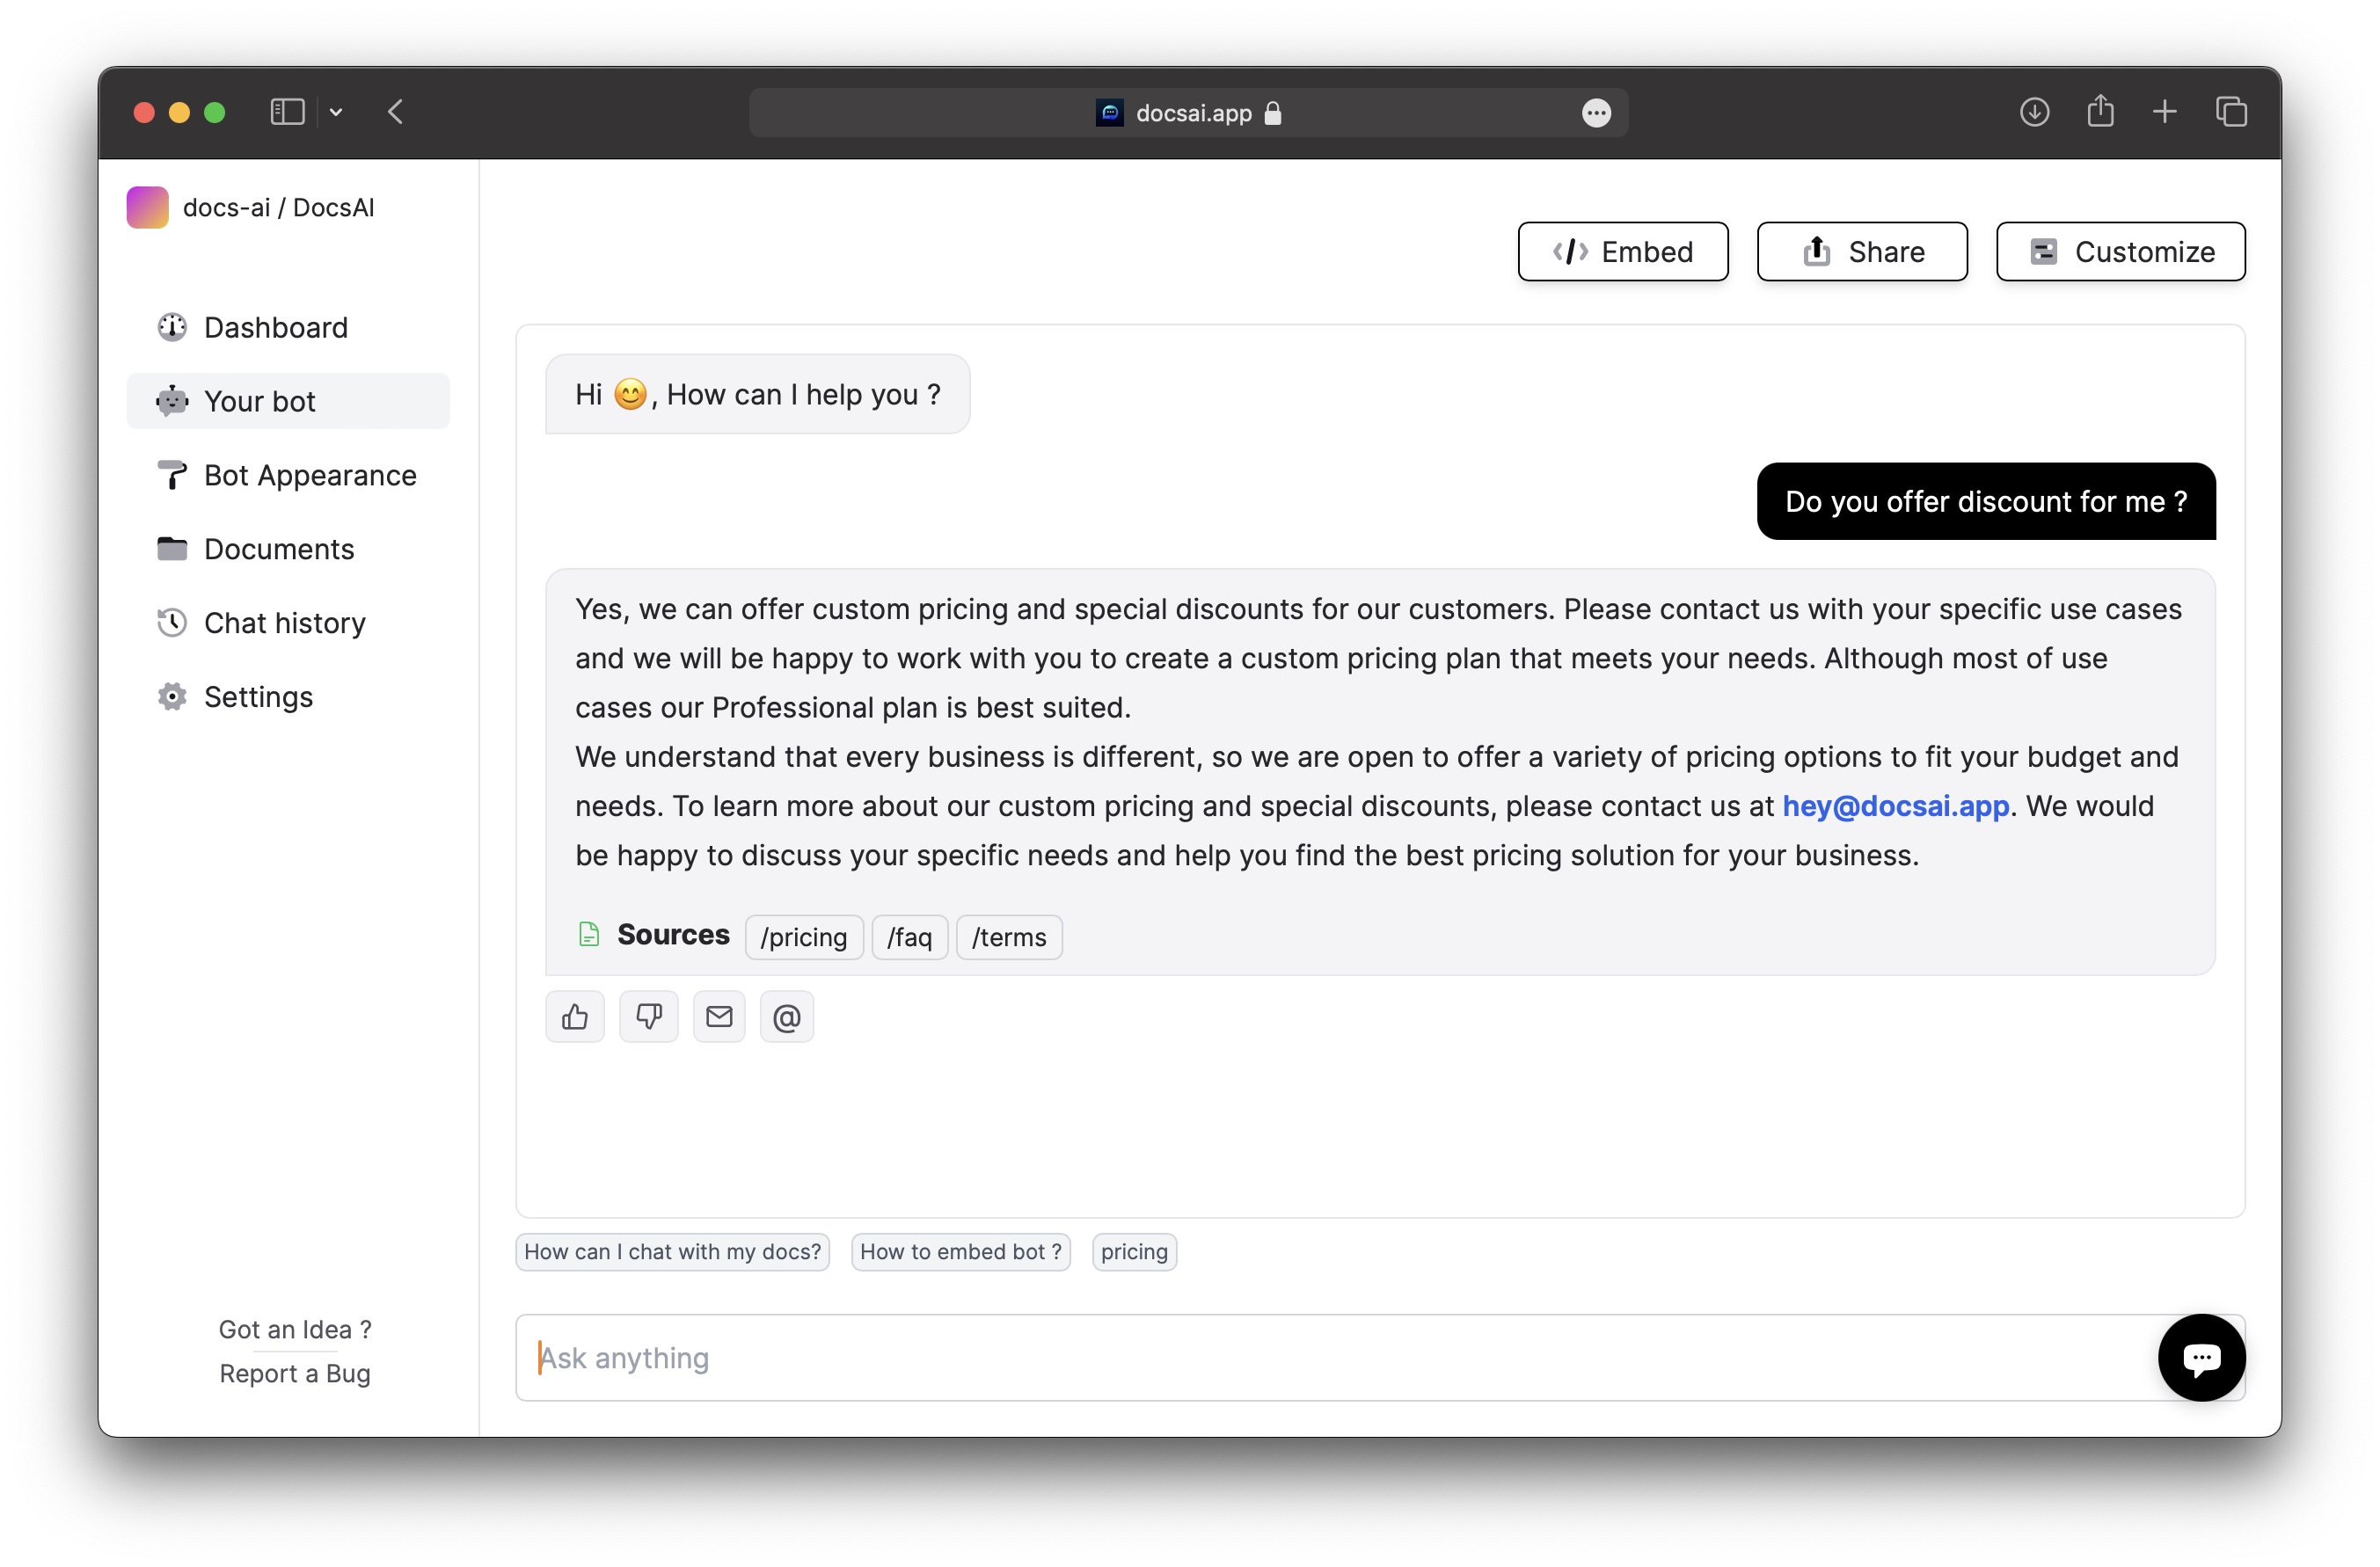 docsai.app
docs-ai / DocsAI
Dashboard
Your bot
Bot Appearance
Documents
Chat history
Settings
Got an Idea ?
Report a Bug
Embed
Share
Customize
Hi 😊, How can I help you ?
Do you offer discount for me ?
Yes, we can offer custom pricing and special discounts for our customers. Please contact us with your specific use cases
and we will be happy to work with you to create a custom pricing plan that meets your needs. Although most of use
cases our Professional plan is best suited.
We understand that every business is different, so we are open to offer a variety of pricing options to fit your budget and
needs. To learn more about our custom pricing and special discounts, please contact us at hey@docsai.app. We would
be happy to discuss your specific needs and help you find the best pricing solution for your business.
Sources /pricing /faq /terms
@
How can I chat with my docs? How to embed bot ? pricing
Ask anything